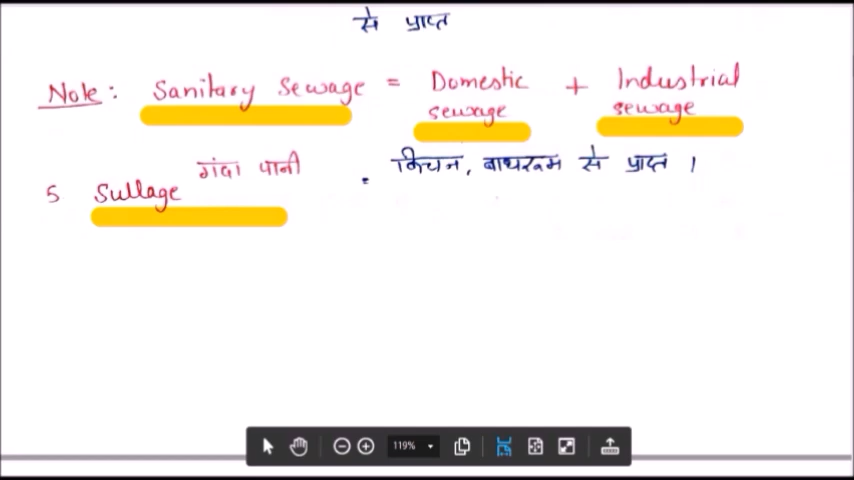 से प्राप्त
Note: Sanitary Sewage = Domestic sewage + Industrial sewage
5 Sullage गंदा पानी . किचन, बाथरूम से प्राप्त ।
119%